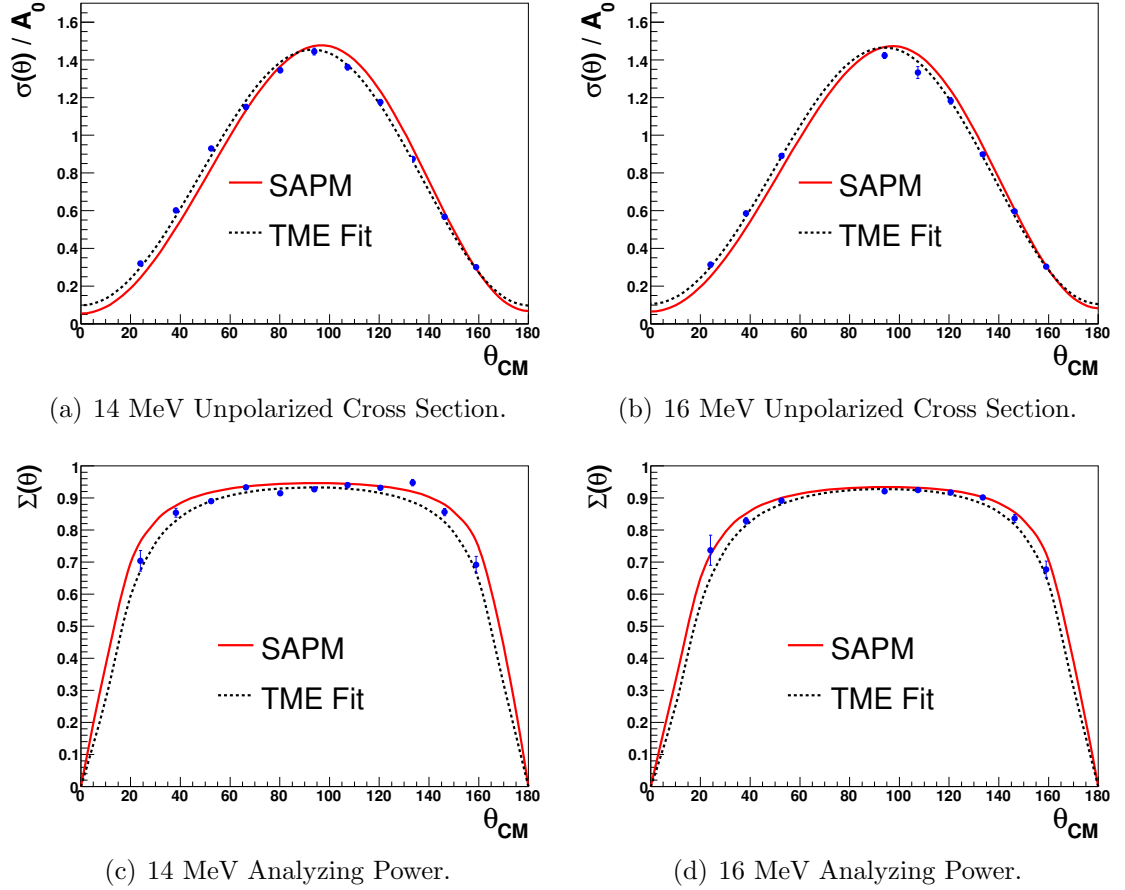 σ(θ) / A0
1.6
1.4
1.2
1
0.8
0.6
0.4
0.2
0
SAPM
TME Fit
0 20 40 60 80 100 120 140 160 180
θCM
(a) 14 MeV Unpolarized Cross Section.
σ(θ) / A0
1.6
1.4
1.2
1
0.8
0.6
0.4
0.2
0
SAPM
TME Fit
0 20 40 60 80 100 120 140 160 180
θCM
(b) 16 MeV Unpolarized Cross Section.
Σ(θ)
1
0.9
0.8
0.7
0.6
0.5
0.4
0.3
0.2
0.1
0
SAPM
TME Fit
0 20 40 60 80 100 120 140 160 180
θCM
(c) 14 MeV Analyzing Power.
Σ(θ)
1
0.9
0.8
0.7
0.6
0.5
0.4
0.3
0.2
0.1
0
SAPM
TME Fit
0 20 40 60 80 100 120 140 160 180
θCM
(d) 16 MeV Analyzing Power.